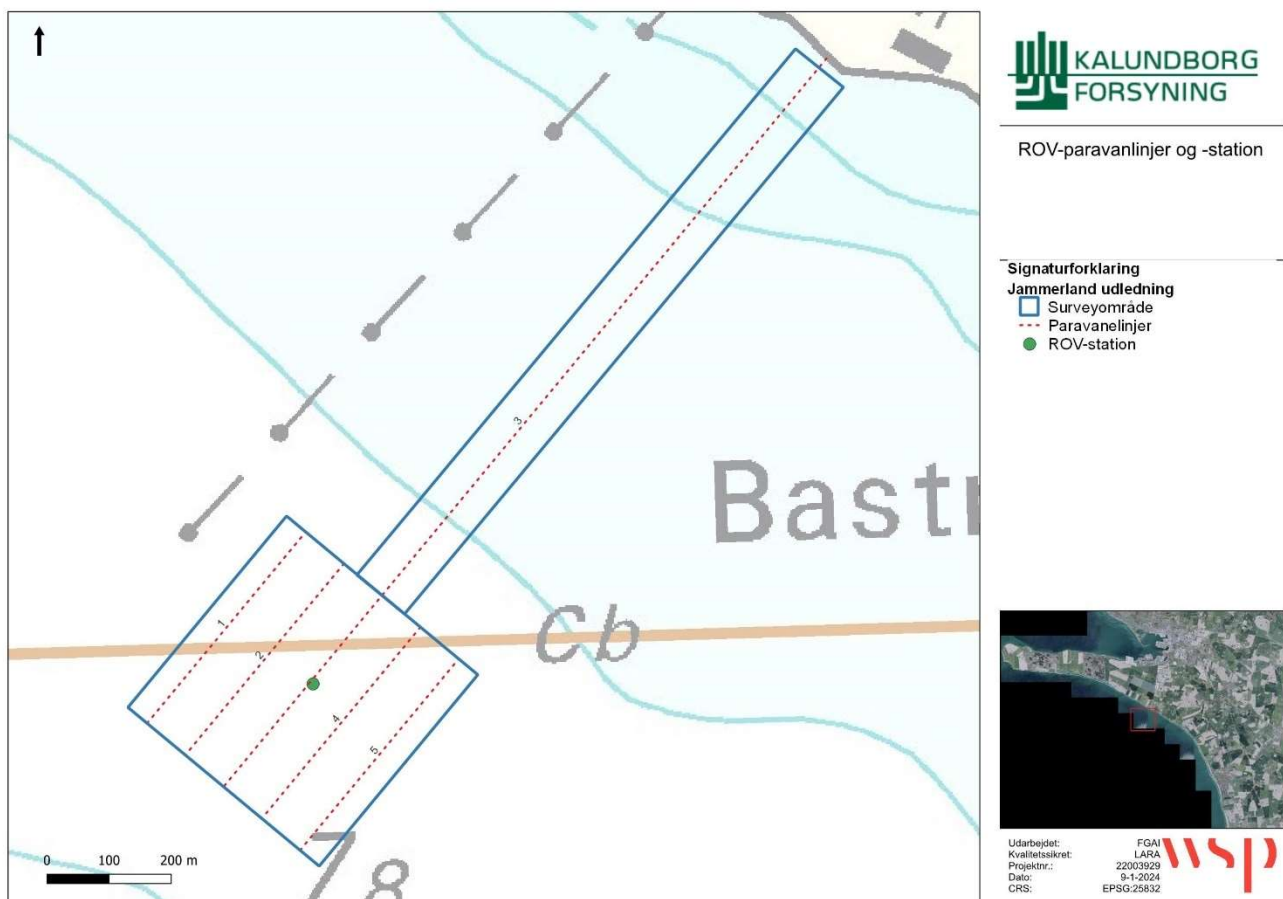 KALUNDBORG
FORSYNING
ROV-paravanlinjer og -station
Signaturforklaring
Jammerland udledning
Surveyområde
Paravanelinjer
ROV-station
3
Bast
Cb
1
2
4
5
78
0 100 200 m
Udarbejdet: FGAI
Kvalitetssikret: LARA
Projektnr.: 22003929
Dato: 9-1-2024
CRS: EPSG:25832
wsp